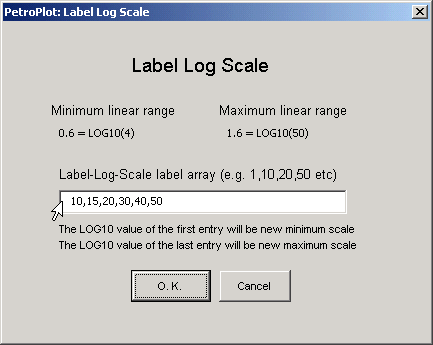 PetroPlot: Label Log Scale
Label Log Scale
Minimum linear range Maximum linear range
0.6 = LOG10(4) 1.6 = LOG10(50)
Label-Log-Scale label array (e.g. 1,10,20,50 etc)
10,15,20,30,40,50
The LOG10 value of the first entry will be new minimum scale
The LOG10 value of the last entry will be new maximum scale
O. K. Cancel